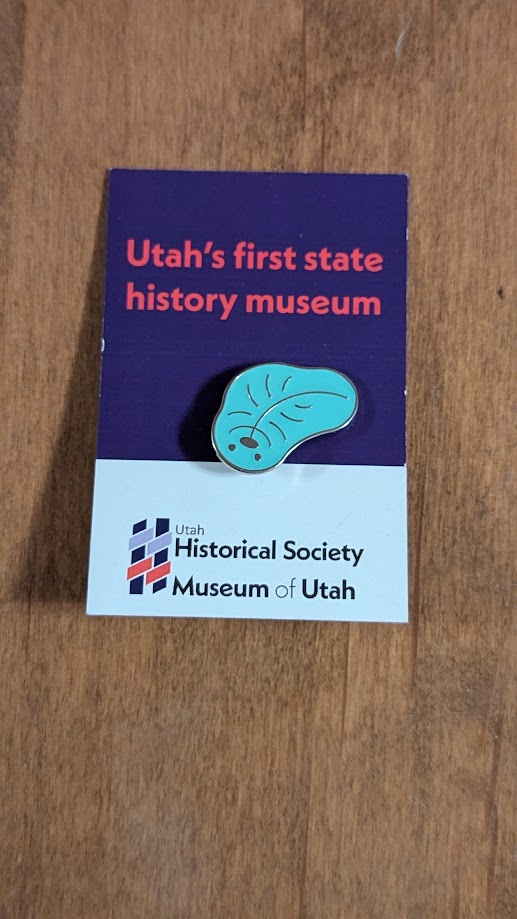 Utah's first state
history museum
Utah
Historical Society
Museum of Utah